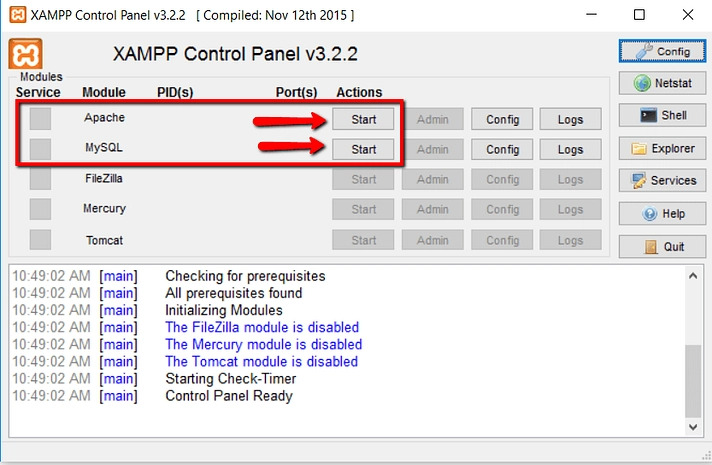 XAMPP Control Panel v3.2.2 [ Compiled: Nov 12th 2015 ]
XAMPP Control Panel v3.2.2
Config
Modules
Service Module PID(s) Port(s) Actions
Netstat
Apache Start Admin Config Logs
Shell
MySQL Start Admin Config Logs
Explorer
FileZilla Start Admin Config Logs
Services
Mercury Start Admin Config Logs
Help
Tomcat Start Admin Config Logs
Quit
10:49:02 AM [main] Checking for prerequisites
10:49:02 AM [main] All prerequisites found
10:49:02 AM [main] Initializing Modules
10:49:02 AM [main] The FileZilla module is disabled
10:49:02 AM [main] The Mercury module is disabled
10:49:02 AM [main] The Tomcat module is disabled
10:49:02 AM [main] Starting Check-Timer
10:49:02 AM [main] Control Panel Ready